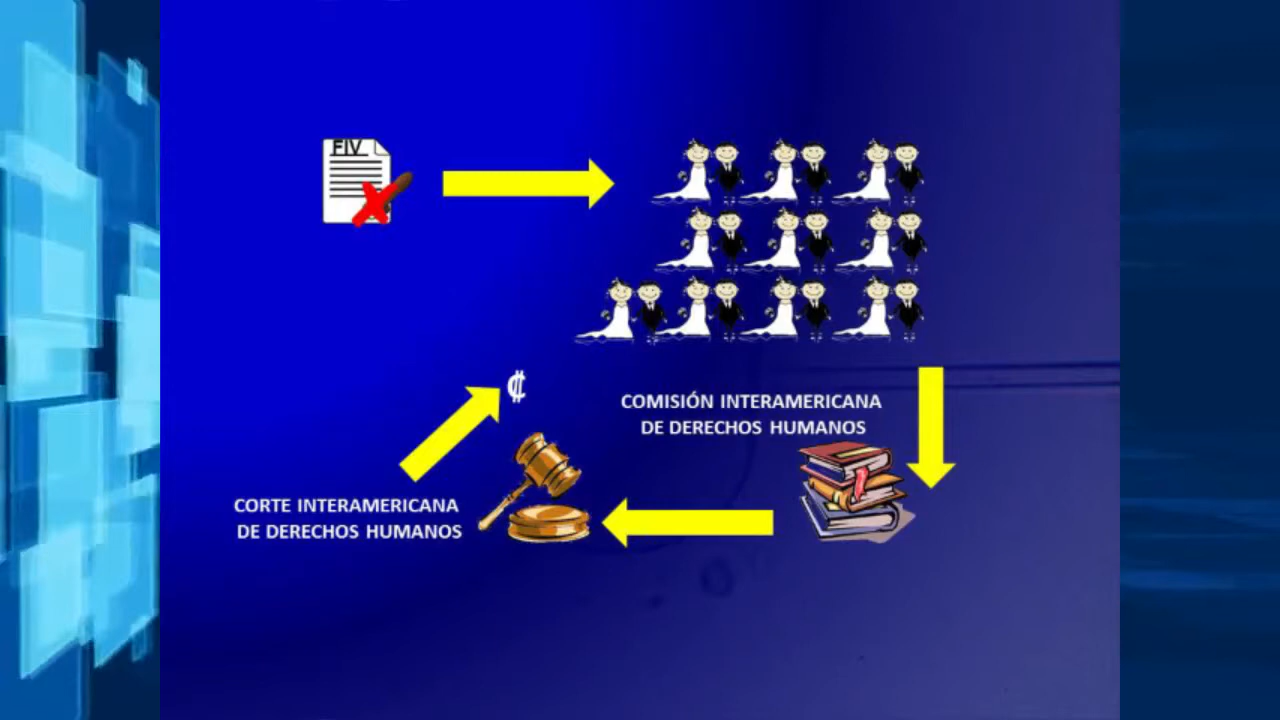 FIV
₡
COMISIÓN INTERAMERICANA
DE DERECHOS HUMANOS
CORTE INTERAMERICANA
DE DERECHOS HUMANOS